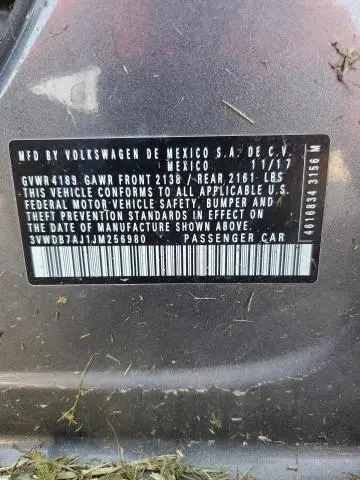 MFD BY VOLKSWAGEN DE MEXICO S.A. DE C.V.
MEXICO 11/17
GVWR 4189 GAWR FRONT 2138 / REAR 2161 LBS
THIS VEHICLE CONFORMS TO ALL APPLICABLE U.S.
FEDERAL MOTOR VEHICLE SAFETY, BUMPER AND
THEFT PREVENTION STANDARDS IN EFFECT ON
THE DATE OF MANUFACTURE SHOWN ABOVE
3VWDB7AJ1JM256980 PASSENGER CAR
4616834 3156 M